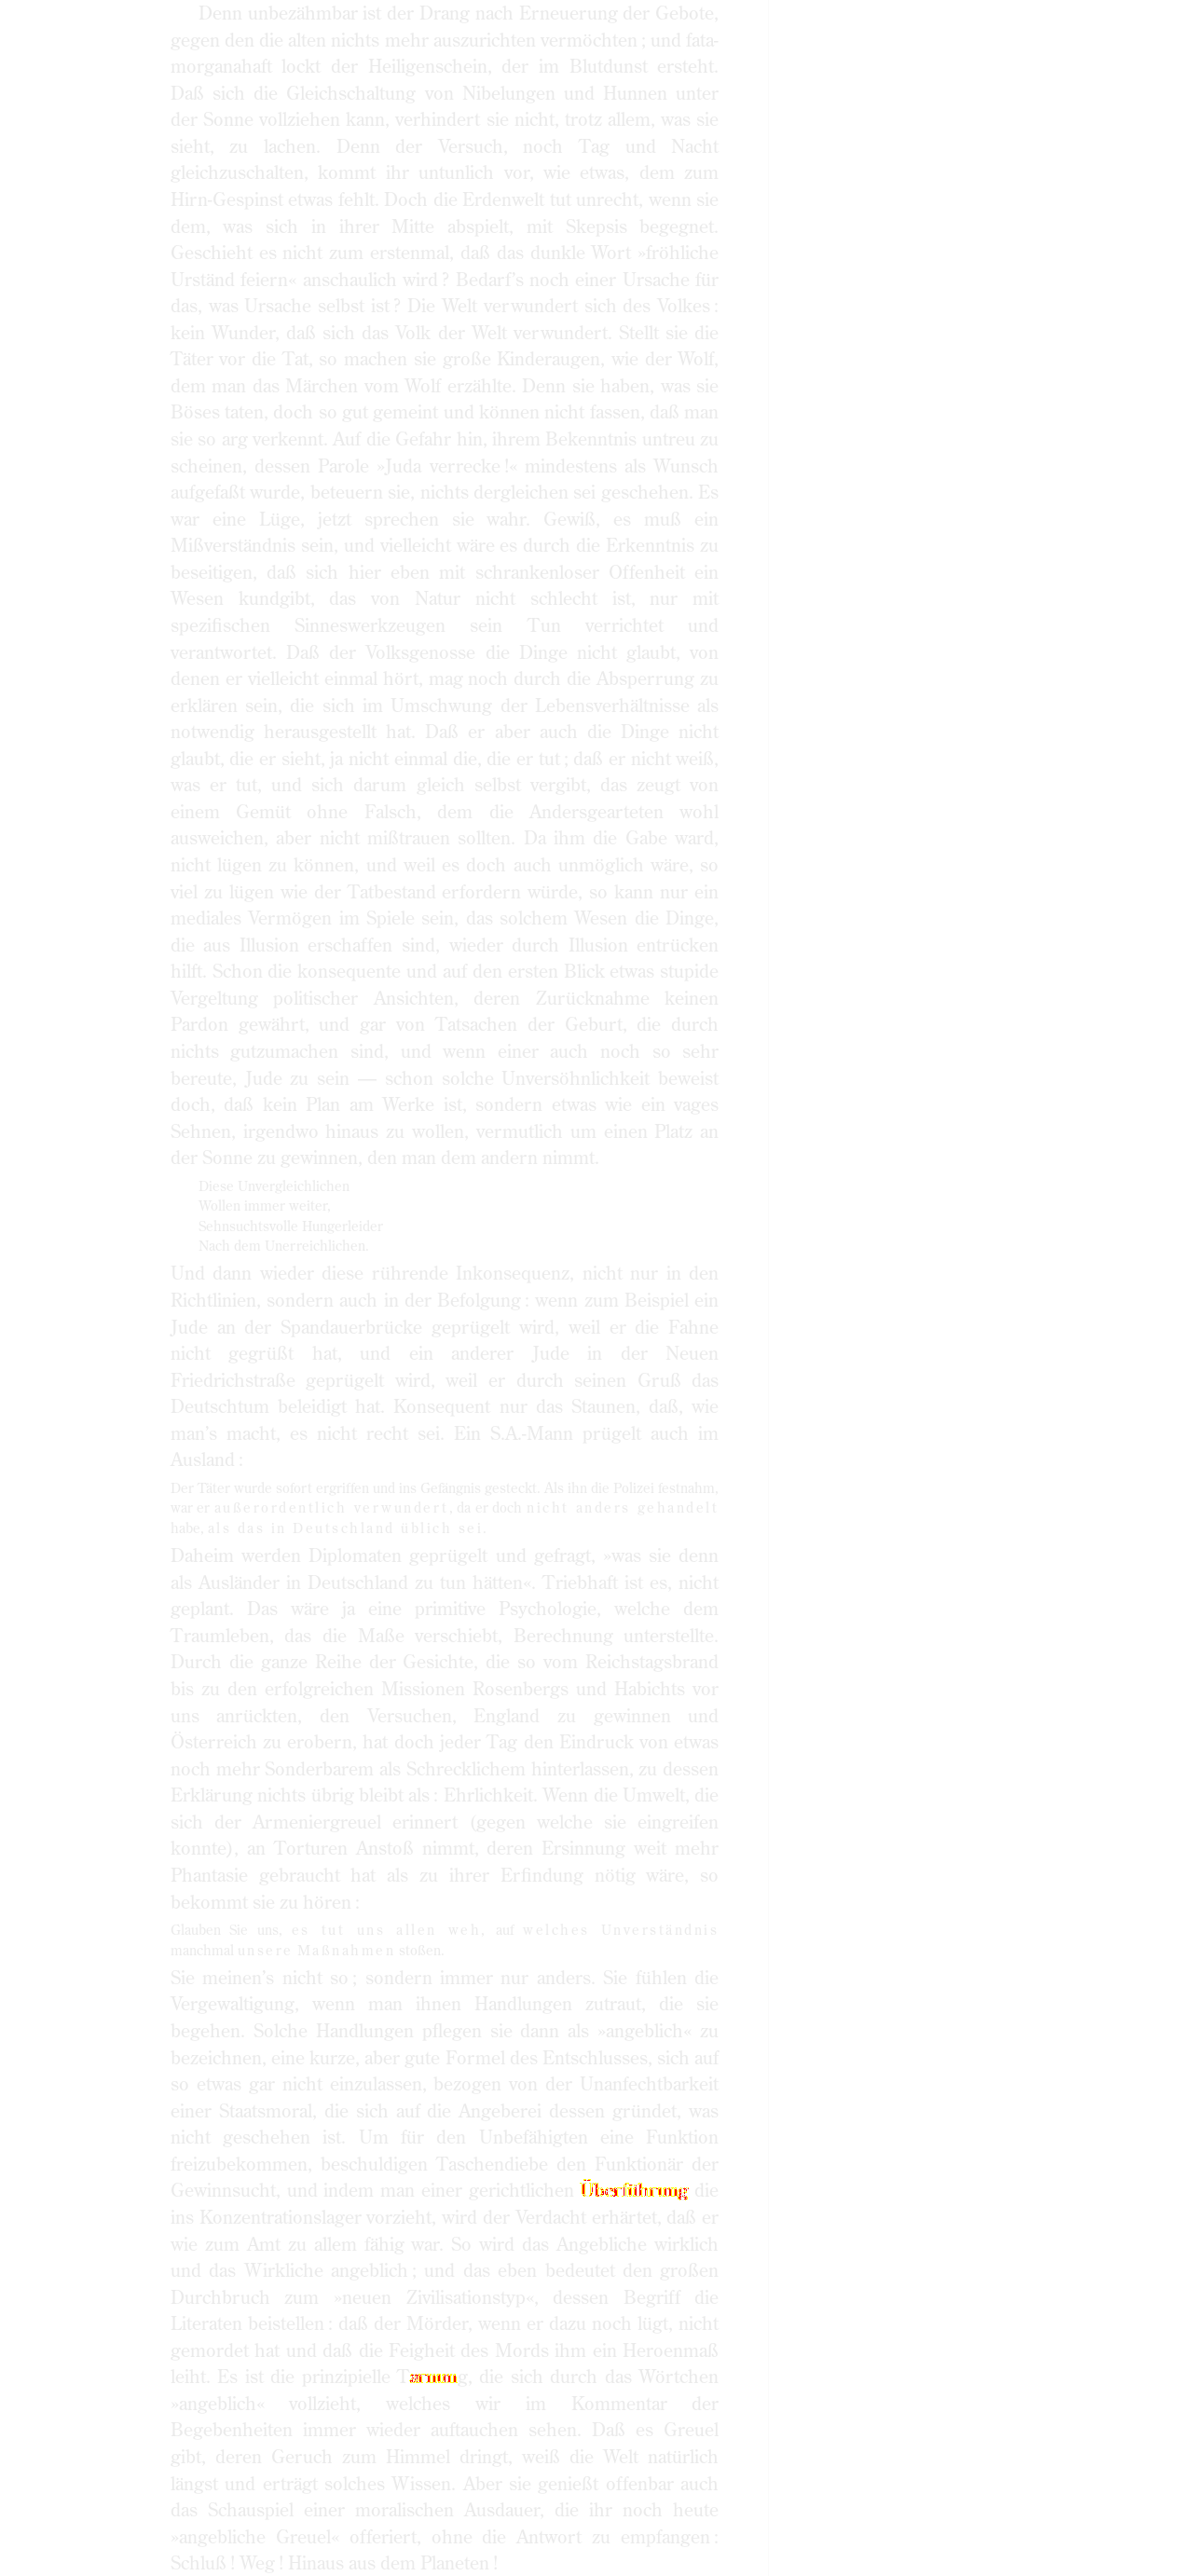 Denn unbezähmbar ist der Drang nach Erneuerung der Gebote,
gegen den die alten nichts mehr auszurichten vermöchten ; und fata-
morganahaft lockt der Heiligenschein, der im Blutdunst ersteht.
Daß sich die Gleichschaltung von Nibelungen und Hunnen unter
der Sonne vollziehen kann, verhindert sie nicht, trotz allem, was sie
sieht, zu lachen. Denn der Versuch, noch Tag und Nacht
gleichzuschalten, kommt ihr untunlich vor, wie etwas, dem zum
Hirn-Gespinst etwas fehlt. Doch die Erdenwelt tut unrecht, wenn sie
dem, was sich in ihrer Mitte abspielt, mit Skepsis begegnet.
Geschieht es nicht zum erstenmal, daß das dunkle Wort »fröhliche
Urständ feiern« anschaulich wird ? Bedarf’s noch einer Ursache für
das, was Ursache selbst ist ? Die Welt verwundert sich des Volkes :
kein Wunder, daß sich das Volk der Welt verwundert. Stellt sie die
Täter vor die Tat, so machen sie große Kinderaugen, wie der Wolf,
dem man das Märchen vom Wolf erzählte. Denn sie haben, was sie
Böses taten, doch so gut gemeint und können nicht fassen, daß man
sie so arg verkennt. Auf die Gefahr hin, ihrem Bekenntnis untreu zu
scheinen, dessen Parole »Juda verrecke !« mindestens als Wunsch
aufgefaßt wurde, beteuern sie, nichts dergleichen sei geschehen. Es
war eine Lüge, jetzt sprechen sie wahr. Gewiß, es muß ein
Mißverständnis sein, und vielleicht wäre es durch die Erkenntnis zu
beseitigen, daß sich hier eben mit schrankenloser Offenheit ein
Wesen kundgibt, das von Natur nicht schlecht ist, nur mit
spezifischen Sinneswerkzeugen sein Tun verrichtet und
verantwortet. Daß der Volksgenosse die Dinge nicht glaubt, von
denen er vielleicht einmal hört, mag noch durch die Absperrung zu
erklären sein, die sich im Umschwung der Lebensverhältnisse als
notwendig herausgestellt hat. Daß er aber auch die Dinge nicht
glaubt, die er sieht, ja nicht einmal die, die er tut ; daß er nicht weiß,
was er tut, und sich darum gleich selbst vergibt, das zeugt von
einem Gemüt ohne Falsch, dem die Andersgearteten wohl
ausweichen, aber nicht mißtrauen sollten. Da ihm die Gabe ward,
nicht lügen zu können, und weil es doch auch unmöglich wäre, so
viel zu lügen wie der Tatbestand erfordern würde, so kann nur ein
mediales Vermögen im Spiele sein, das solchem Wesen die Dinge,
die aus Illusion erschaffen sind, wieder durch Illusion entrücken
hilft. Schon die konsequente und auf den ersten Blick etwas stupide
Vergeltung politischer Ansichten, deren Zurücknahme keinen
Pardon gewährt, und gar von Tatsachen der Geburt, die durch
nichts gutzumachen sind, und wenn einer auch noch so sehr
bereute, Jude zu sein — schon solche Unversöhnlichkeit beweist
doch, daß kein Plan am Werke ist, sondern etwas wie ein vages
Sehnen, irgendwo hinaus zu wollen, vermutlich um einen Platz an
der Sonne zu gewinnen, den man dem andern nimmt.
Diese Unvergleichlichen
Wollen immer weiter,
Sehnsuchtsvolle Hungerleider
Nach dem Unerreichlichen.
Und dann wieder diese rührende Inkonsequenz, nicht nur in den
Richtlinien, sondern auch in der Befolgung : wenn zum Beispiel ein
Jude an der Spandauerbrücke geprügelt wird, weil er die Fahne
nicht gegrüßt hat, und ein anderer Jude in der Neuen
Friedrichstraße geprügelt wird, weil er durch seinen Gruß das
Deutschtum beleidigt hat. Konsequent nur das Staunen, daß, wie
man’s macht, es nicht recht sei. Ein S.A.-Mann prügelt auch im
Ausland :
Der Täter wurde sofort ergriffen und ins Gefängnis gesteckt. Als ihn die Polizei festnahm,
war er außerordentlich verwundert, da er doch nicht anders gehandelt
habe, als das in Deutschland üblich sei.
Daheim werden Diplomaten geprügelt und gefragt, »was sie denn
als Ausländer in Deutschland zu tun hätten«. Triebhaft ist es, nicht
geplant. Das wäre ja eine primitive Psychologie, welche dem
Traumleben, das die Maße verschiebt, Berechnung unterstellte.
Durch die ganze Reihe der Gesichte, die so vom Reichstagsbrand
bis zu den erfolgreichen Missionen Rosenbergs und Habichts vor
uns anrückten, den Versuchen, England zu gewinnen und
Österreich zu erobern, hat doch jeder Tag den Eindruck von etwas
noch mehr Sonderbarem als Schrecklichem hinterlassen, zu dessen
Erklärung nichts übrig bleibt als : Ehrlichkeit. Wenn die Umwelt, die
sich der Armeniergreuel erinnert (gegen welche sie eingreifen
konnte), an Torturen Anstoß nimmt, deren Ersinnung weit mehr
Phantasie gebraucht hat als zu ihrer Erfindung nötig wäre, so
bekommt sie zu hören :
Glauben Sie uns, es tut uns allen weh, auf welches Unverständnis
manchmal unsere Maßnahmen stoßen.
Sie meinen’s nicht so ; sondern immer nur anders. Sie fühlen die
Vergewaltigung, wenn man ihnen Handlungen zutraut, die sie
begehen. Solche Handlungen pflegen sie dann als »angeblich« zu
bezeichnen, eine kurze, aber gute Formel des Entschlusses, sich auf
so etwas gar nicht einzulassen, bezogen von der Unanfechtbarkeit
einer Staatsmoral, die sich auf die Angeberei dessen gründet, was
nicht geschehen ist. Um für den Unbefähigten eine Funktion
freizubekommen, beschuldigen Taschendiebe den Funktionär der
Gewinnsucht, und indem man einer gerichtlichen Überführung die
ins Konzentrationslager vorzieht, wird der Verdacht erhärtet, daß er
wie zum Amt zu allem fähig war. So wird das Angebliche wirklich
und das Wirkliche angeblich ; und das eben bedeutet den großen
Durchbruch zum »neuen Zivilisationstyp«, dessen Begriff die
Literaten beistellen : daß der Mörder, wenn er dazu noch lügt, nicht
gemordet hat und daß die Feigheit des Mords ihm ein Heroenmaß
leiht. Es ist die prinzipielle Tarnung, die sich durch das Wörtchen
»angeblich« vollzieht, welches wir im Kommentar der
Begebenheiten immer wieder auftauchen sehen. Daß es Greuel
gibt, deren Geruch zum Himmel dringt, weiß die Welt natürlich
längst und erträgt solches Wissen. Aber sie genießt offenbar auch
das Schauspiel einer moralischen Ausdauer, die ihr noch heute
»angebliche Greuel« offeriert, ohne die Antwort zu empfangen :
Schluß ! Weg ! Hinaus aus dem Planeten !